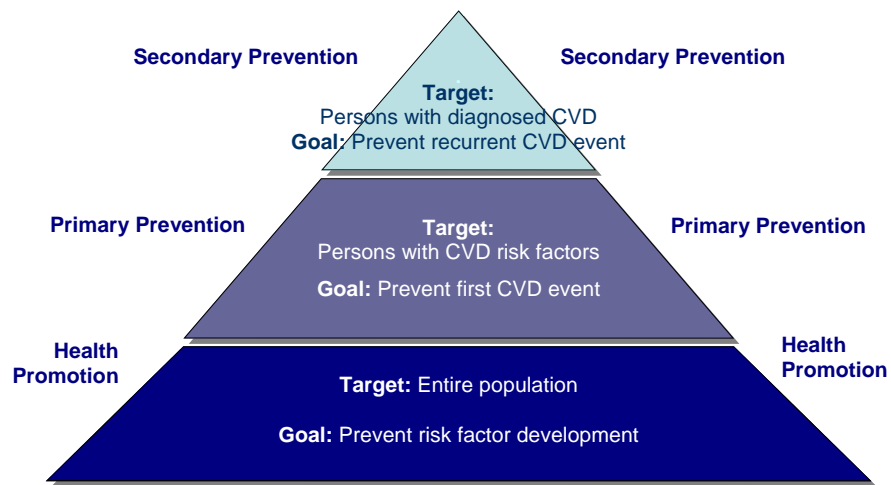 Secondary Prevention
Secondary Prevention
Target:
Persons with diagnosed CVD
Goal: Prevent recurrent CVD event
Primary Prevention
Primary Prevention
Target:
Persons with CVD risk factors
Goal: Prevent first CVD event
Health
Promotion
Health
Promotion
Target: Entire population
Goal: Prevent risk factor development